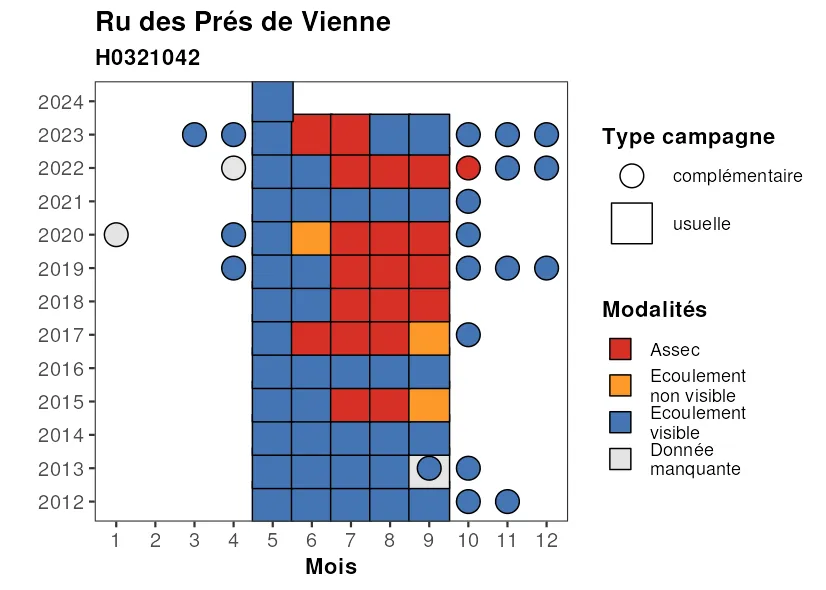 Ru des Prés de Vienne
H0321042
2024
2023
2022
2021
2020
2019
2018
2017
2016
2015
2014
2013
2012
1 2 3 4 5 6 7 8 9 10 11 12
Mois
Type campagne
complémentaire
usuelle
Modalités
Assec
Ecoulement
non visible
Ecoulement
visible
Donnée
manquante